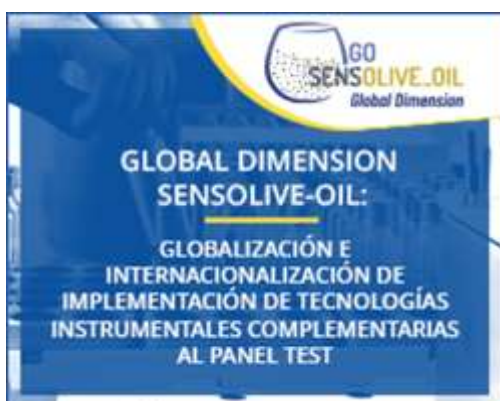 GO
SENSOLIVE_OIL
Global Dimension
GLOBAL DIMENSION
SENSOLIVE-OIL:
GLOBALIZACIÓN E
INTERNACIONALIZACIÓN DE
IMPLEMENTACIÓN DE TECNOLOGÍAS
INSTRUMENTALES COMPLEMENTARIAS
AL PANEL TEST